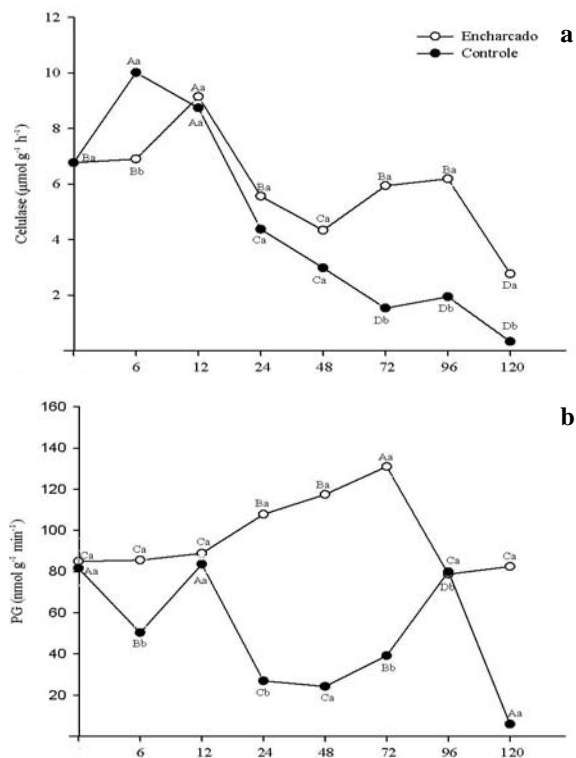 a
Encharcado
Controle
Celulase (µmol g⁻¹ h⁻¹)
12
10
8
6
4
2
Ba
Aa
Bb
Aa
Aa
Ba
Ca
Ca
Ca
Ba
Db
Ba
Db
Da
Db
6
12
24
48
72
96
120
b
PG (nmol g⁻¹ min⁻¹)
160
140
120
100
80
60
40
20
Ca
Aa
Ca
Bb
Ca
Aa
Ba
Cb
Ba
Ca
Aa
Bb
Ca
Db
Ca
Aa
6
12
24
48
72
96
120